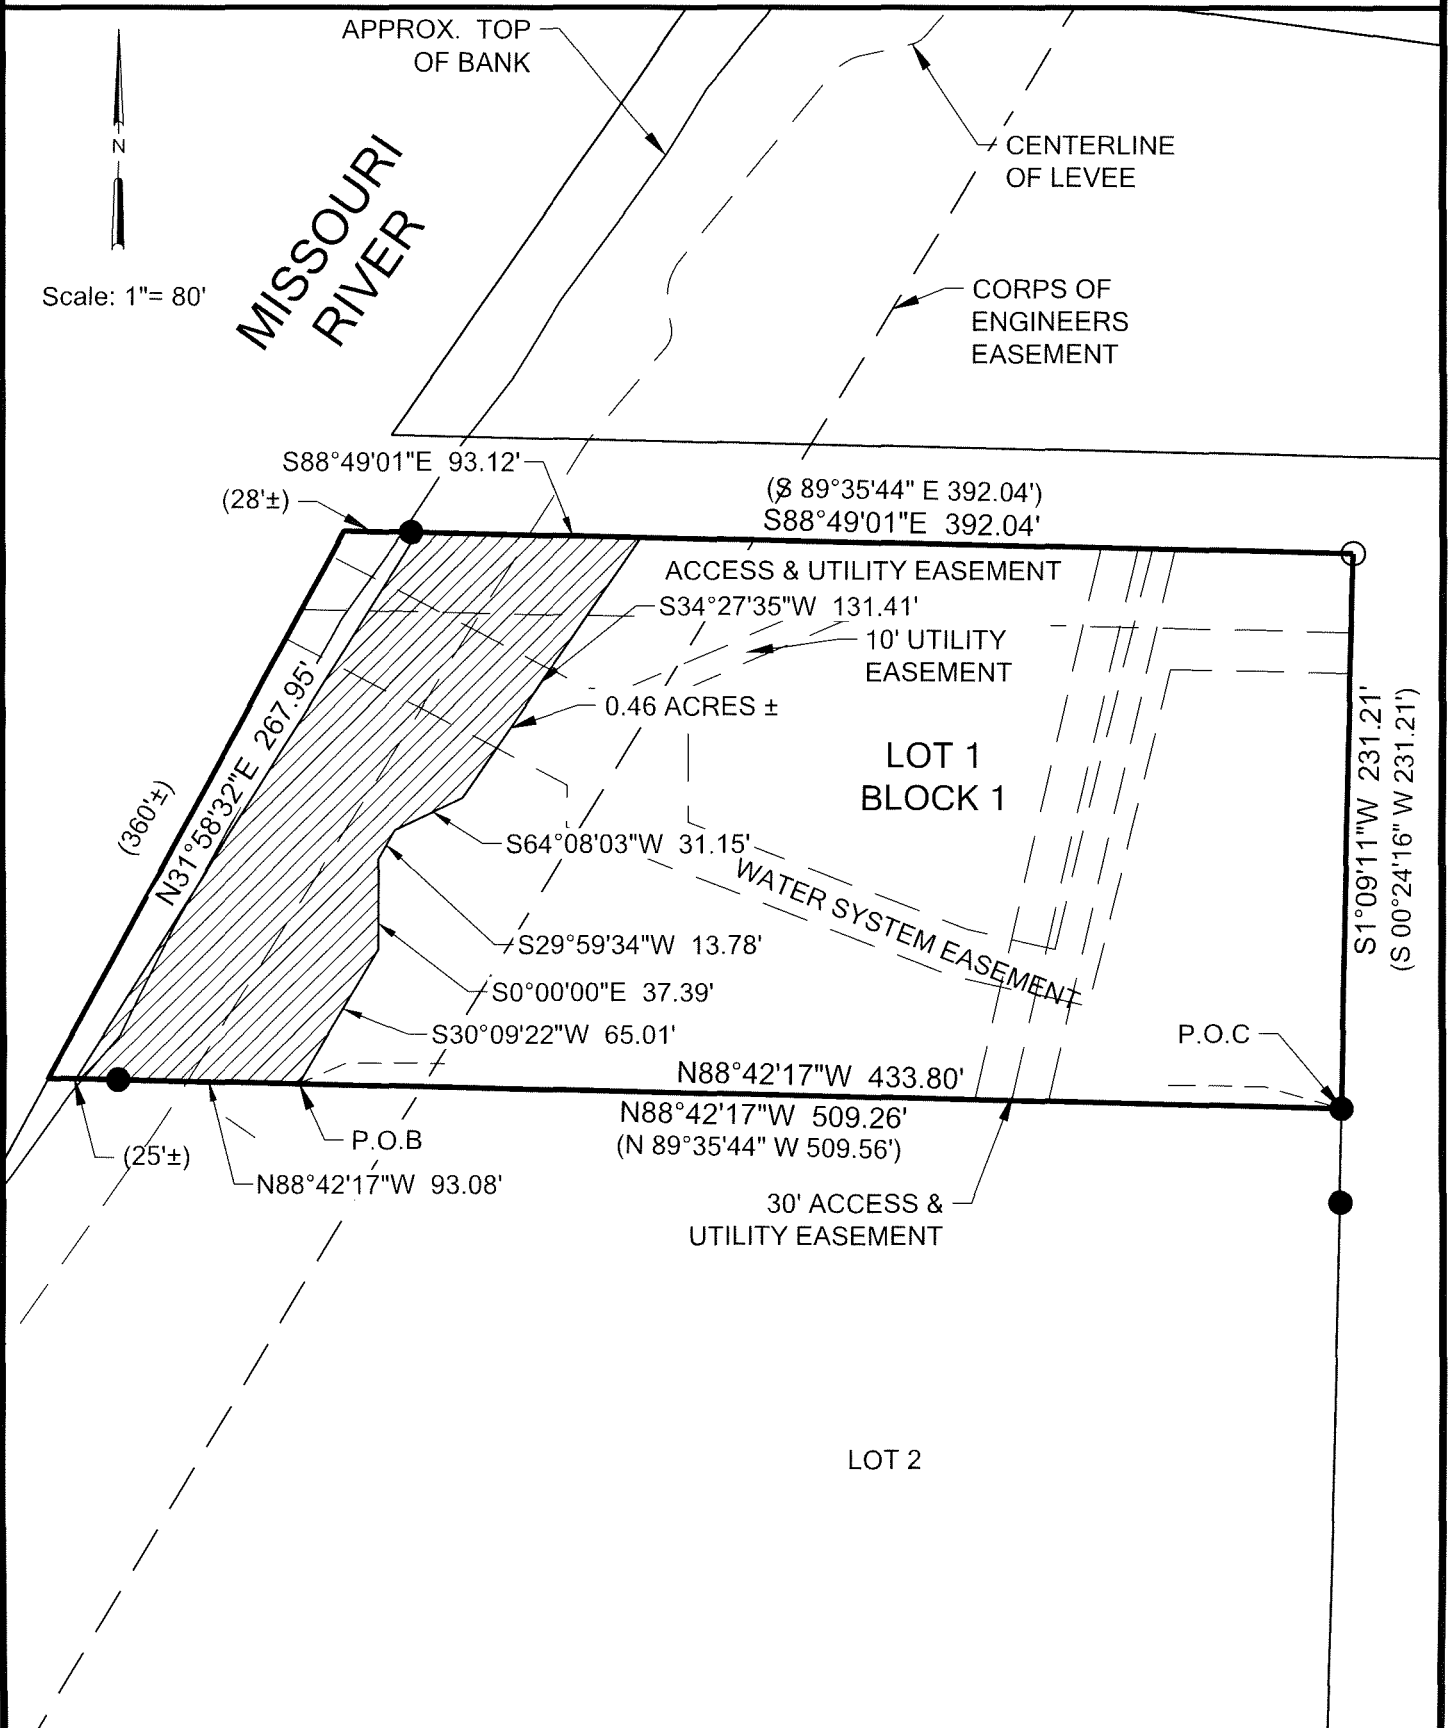 APPROX. TOP
OF BANK
N
Scale: 1"= 80'
MISSOURI
RIVER
CENTERLINE
OF LEVEE
CORPS OF
ENGINEERS
EASEMENT
S88°49'01"E 93.12'
(28'±)
(S 89°35'44" E 392.04')
S88°49'01"E 392.04'
ACCESS & UTILITY EASEMENT
S34°27'35"W 131.41'
10' UTILITY
EASEMENT
0.46 ACRES ±
LOT 1
BLOCK 1
S1°09'11"W 231.21'
(S 00°24'16" W 231.21')
N31°58'32"E 267.95'
(360'±)
S64°08'03"W 31.15'
WATER SYSTEM EASEMENT
S29°59'34"W 13.78'
S0°00'00"E 37.39'
S30°09'22"W 65.01'
P.O.C
N88°42'17"W 433.80'
N88°42'17"W 509.26'
(N 89°35'44" W 509.56')
P.O.B
(25'±)
N88°42'17"W 93.08'
30' ACCESS &
UTILITY EASEMENT
LOT 2